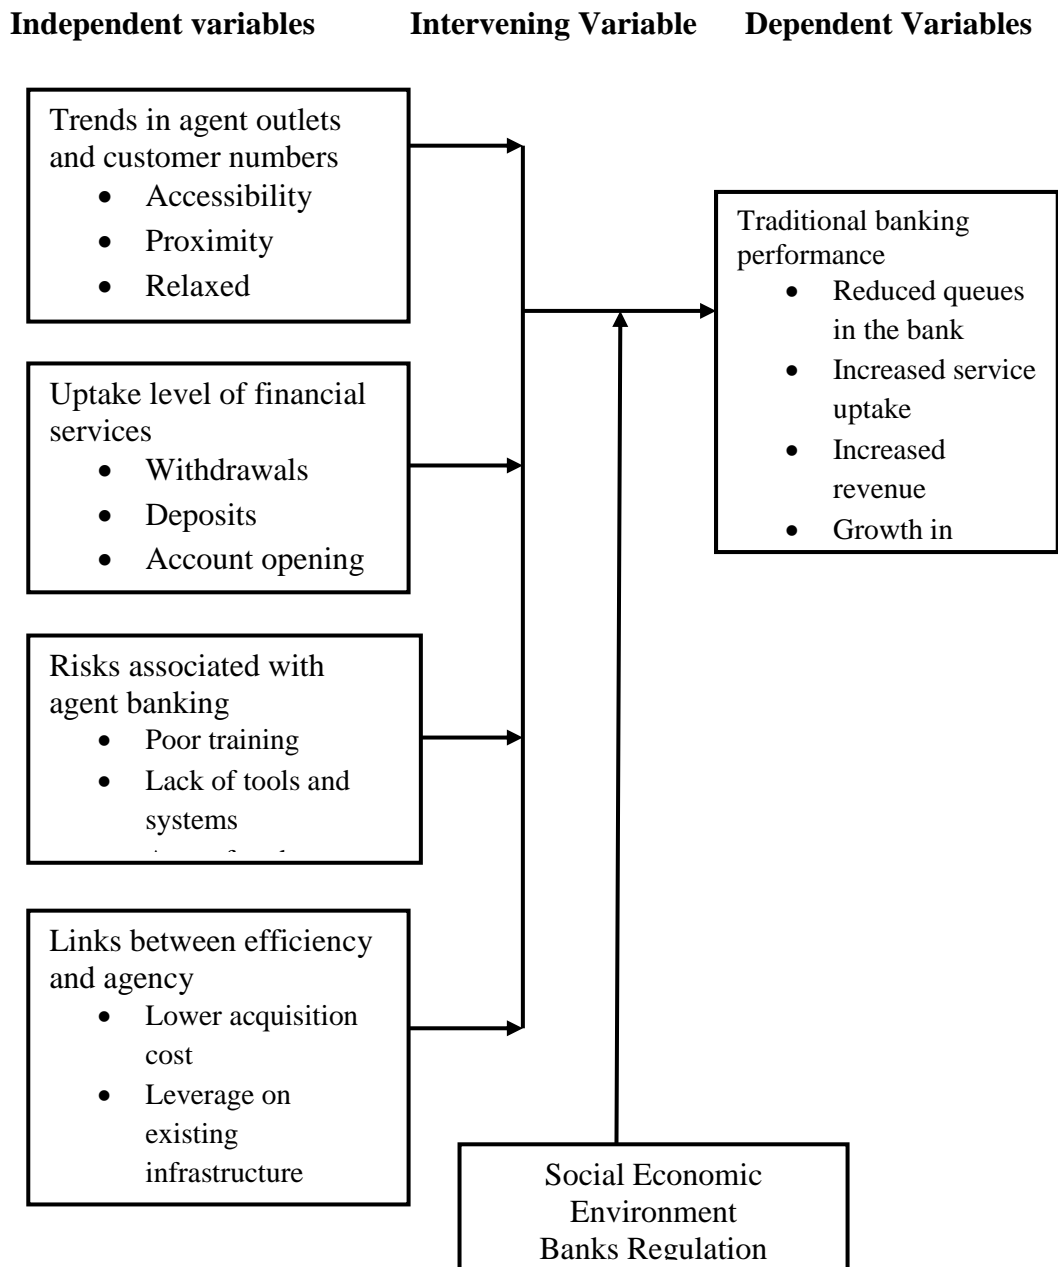 Independent variables Intervening Variable Dependent Variables
Trends in agent outlets
and customer numbers
• Accessibility
• Proximity
• Relaxed
Uptake level of financial
services
• Withdrawals
• Deposits
• Account opening
Risks associated with
agent banking
• Poor training
• Lack of tools and
systems
Links between efficiency
and agency
• Lower acquisition
cost
• Leverage on
existing
infrastructure
Traditional banking
performance
• Reduced queues
in the bank
• Increased service
uptake
• Increased
revenue
• Growth in
Social Economic
Environment
Banks Regulation